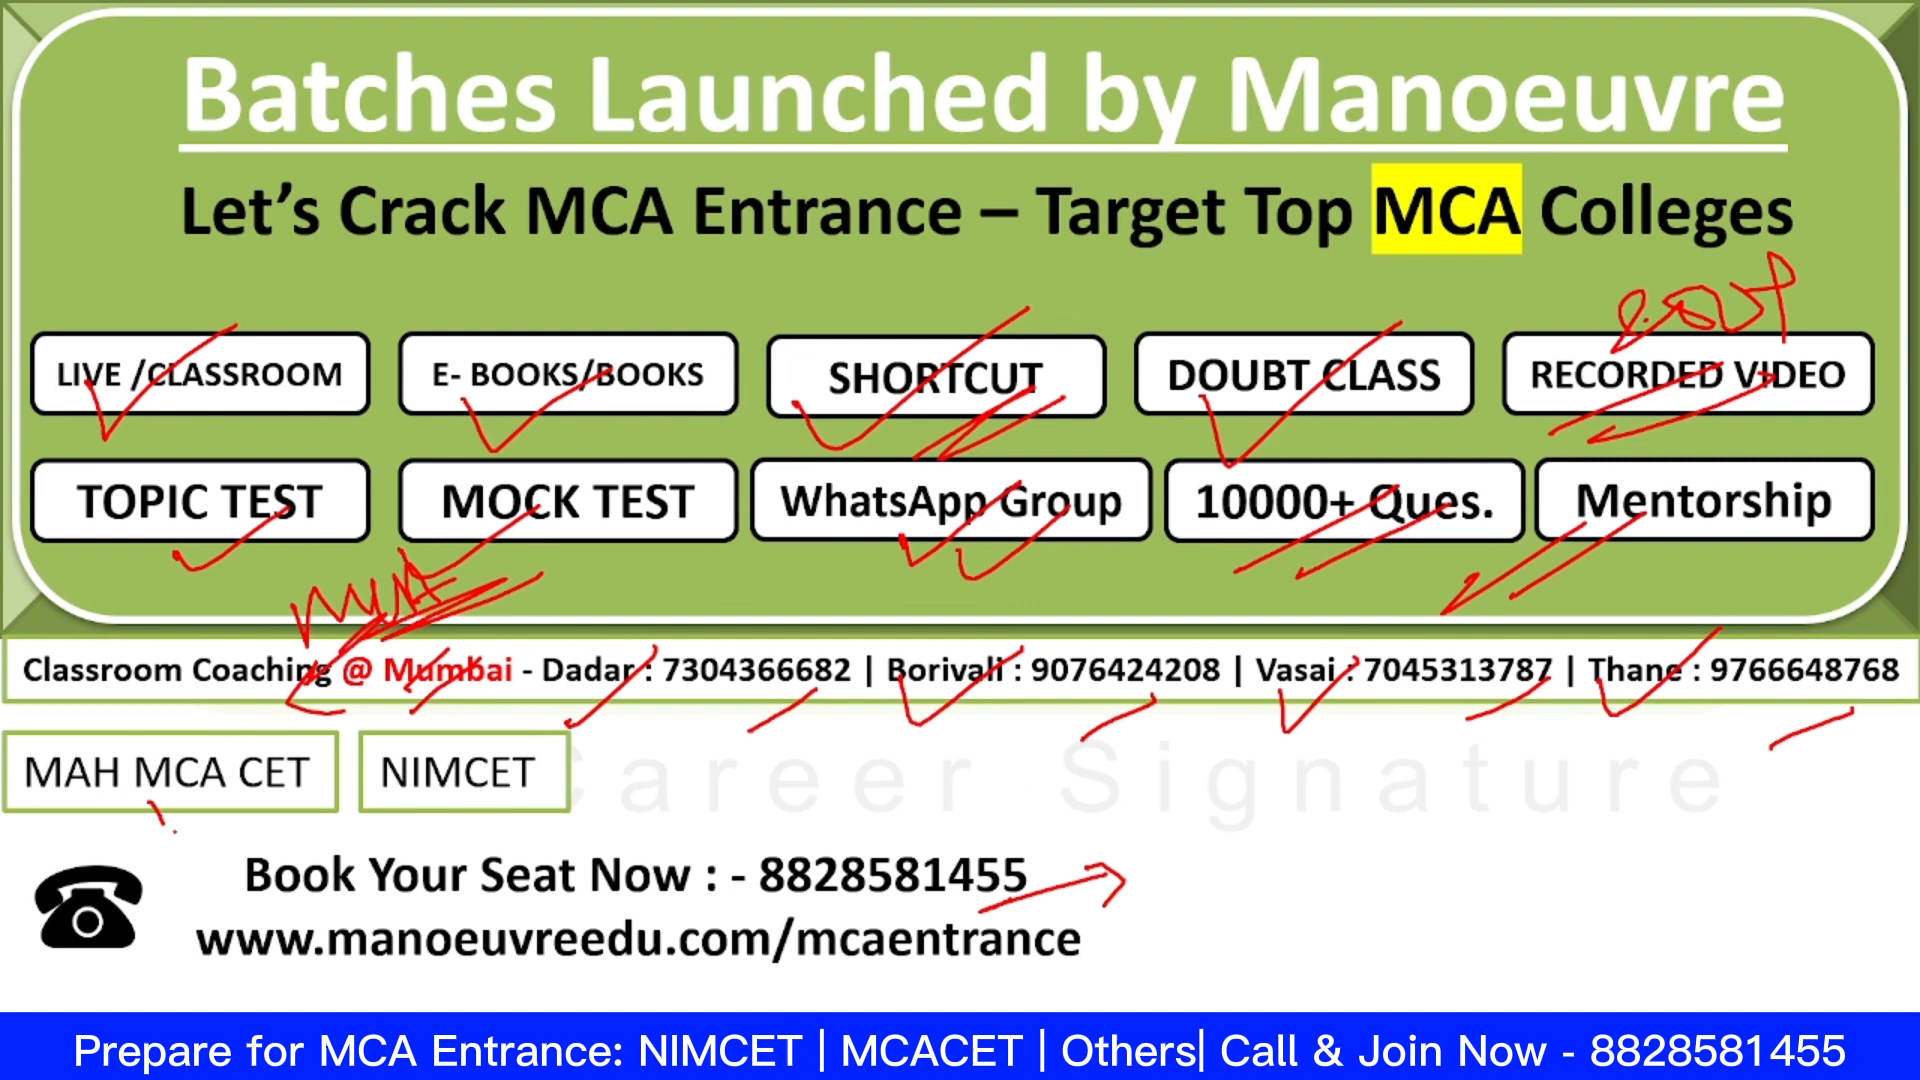 Batches Launched by Manoeuvre
Let's Crack MCA Entrance – Target Top MCA Colleges
LIVE /CLASSROOM
E- BOOKS/BOOKS
SHORTCUT
DOUBT CLASS
RECORDED VIDEO
TOPIC TEST
MOCK TEST
WhatsApp Group
10000+ Ques.
Mentorship
Classroom Coaching @ Mumbai - Dadar : 7304366682 | Borivali : 9076424208 | Vasai : 7045313787 | Thane : 9766648768
MAH MCA CET
NIMCET
Career Signature
Book Your Seat Now : - 8828581455
www.manoeuvreedu.com/mcaentrance
Prepare for MCA Entrance: NIMCET | MCACET | Others| Call & Join Now - 8828581455